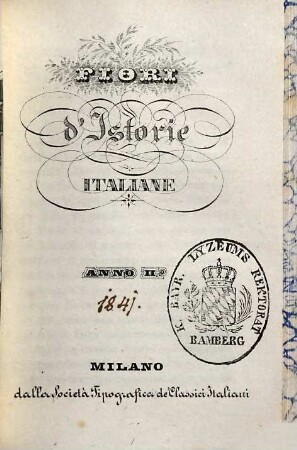 FIORI
d'Istorie
ITALIANE
ANNO II.º
1841.
K. BAYR. LYZEUMS REKTORAT
BAMBERG
MILANO
dalla Società Tipografica de' Classici Italiani